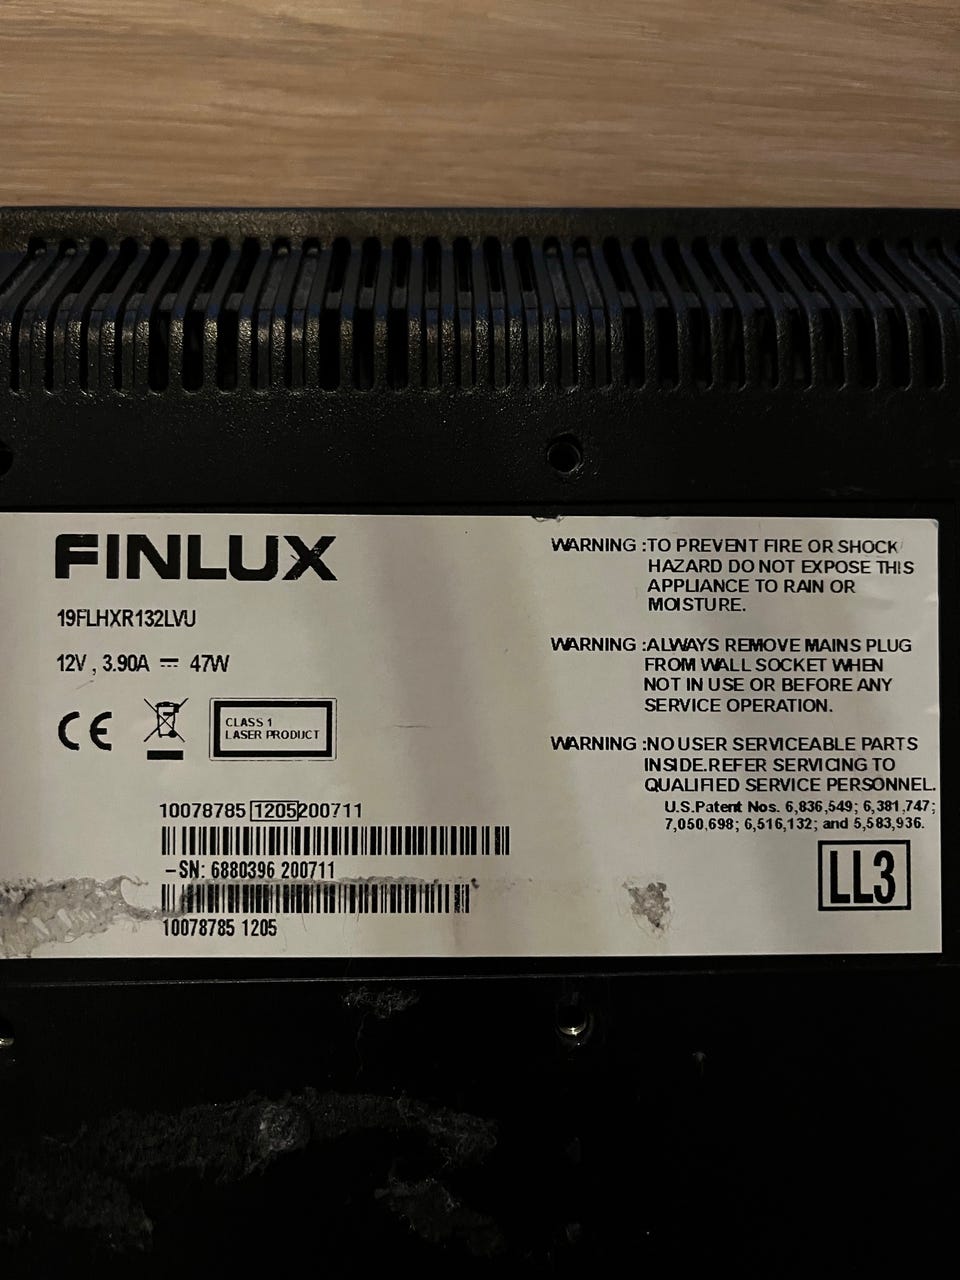 FINLUX
19FLHXR132LVU
12V , 3.90A ⎓ 47W
CE
CLASS 1
LASER PRODUCT
10078785 1205 200711
–SN: 6880396 200711
10078785 1205
WARNING :TO PREVENT FIRE OR SHOCK
HAZARD DO NOT EXPOSE THIS
APPLIANCE TO RAIN OR
MOISTURE.
WARNING :ALWAYS REMOVE MAINS PLUG
FROM WALL SOCKET WHEN
NOT IN USE OR BEFORE ANY
SERVICE OPERATION.
WARNING :NO USER SERVICEABLE PARTS
INSIDE.REFER SERVICING TO
QUALIFIED SERVICE PERSONNEL.
U.S.Patent Nos. 6,836,549; 6,381,747;
7,050,698; 6,516,132; and 5,583,936.
LL3